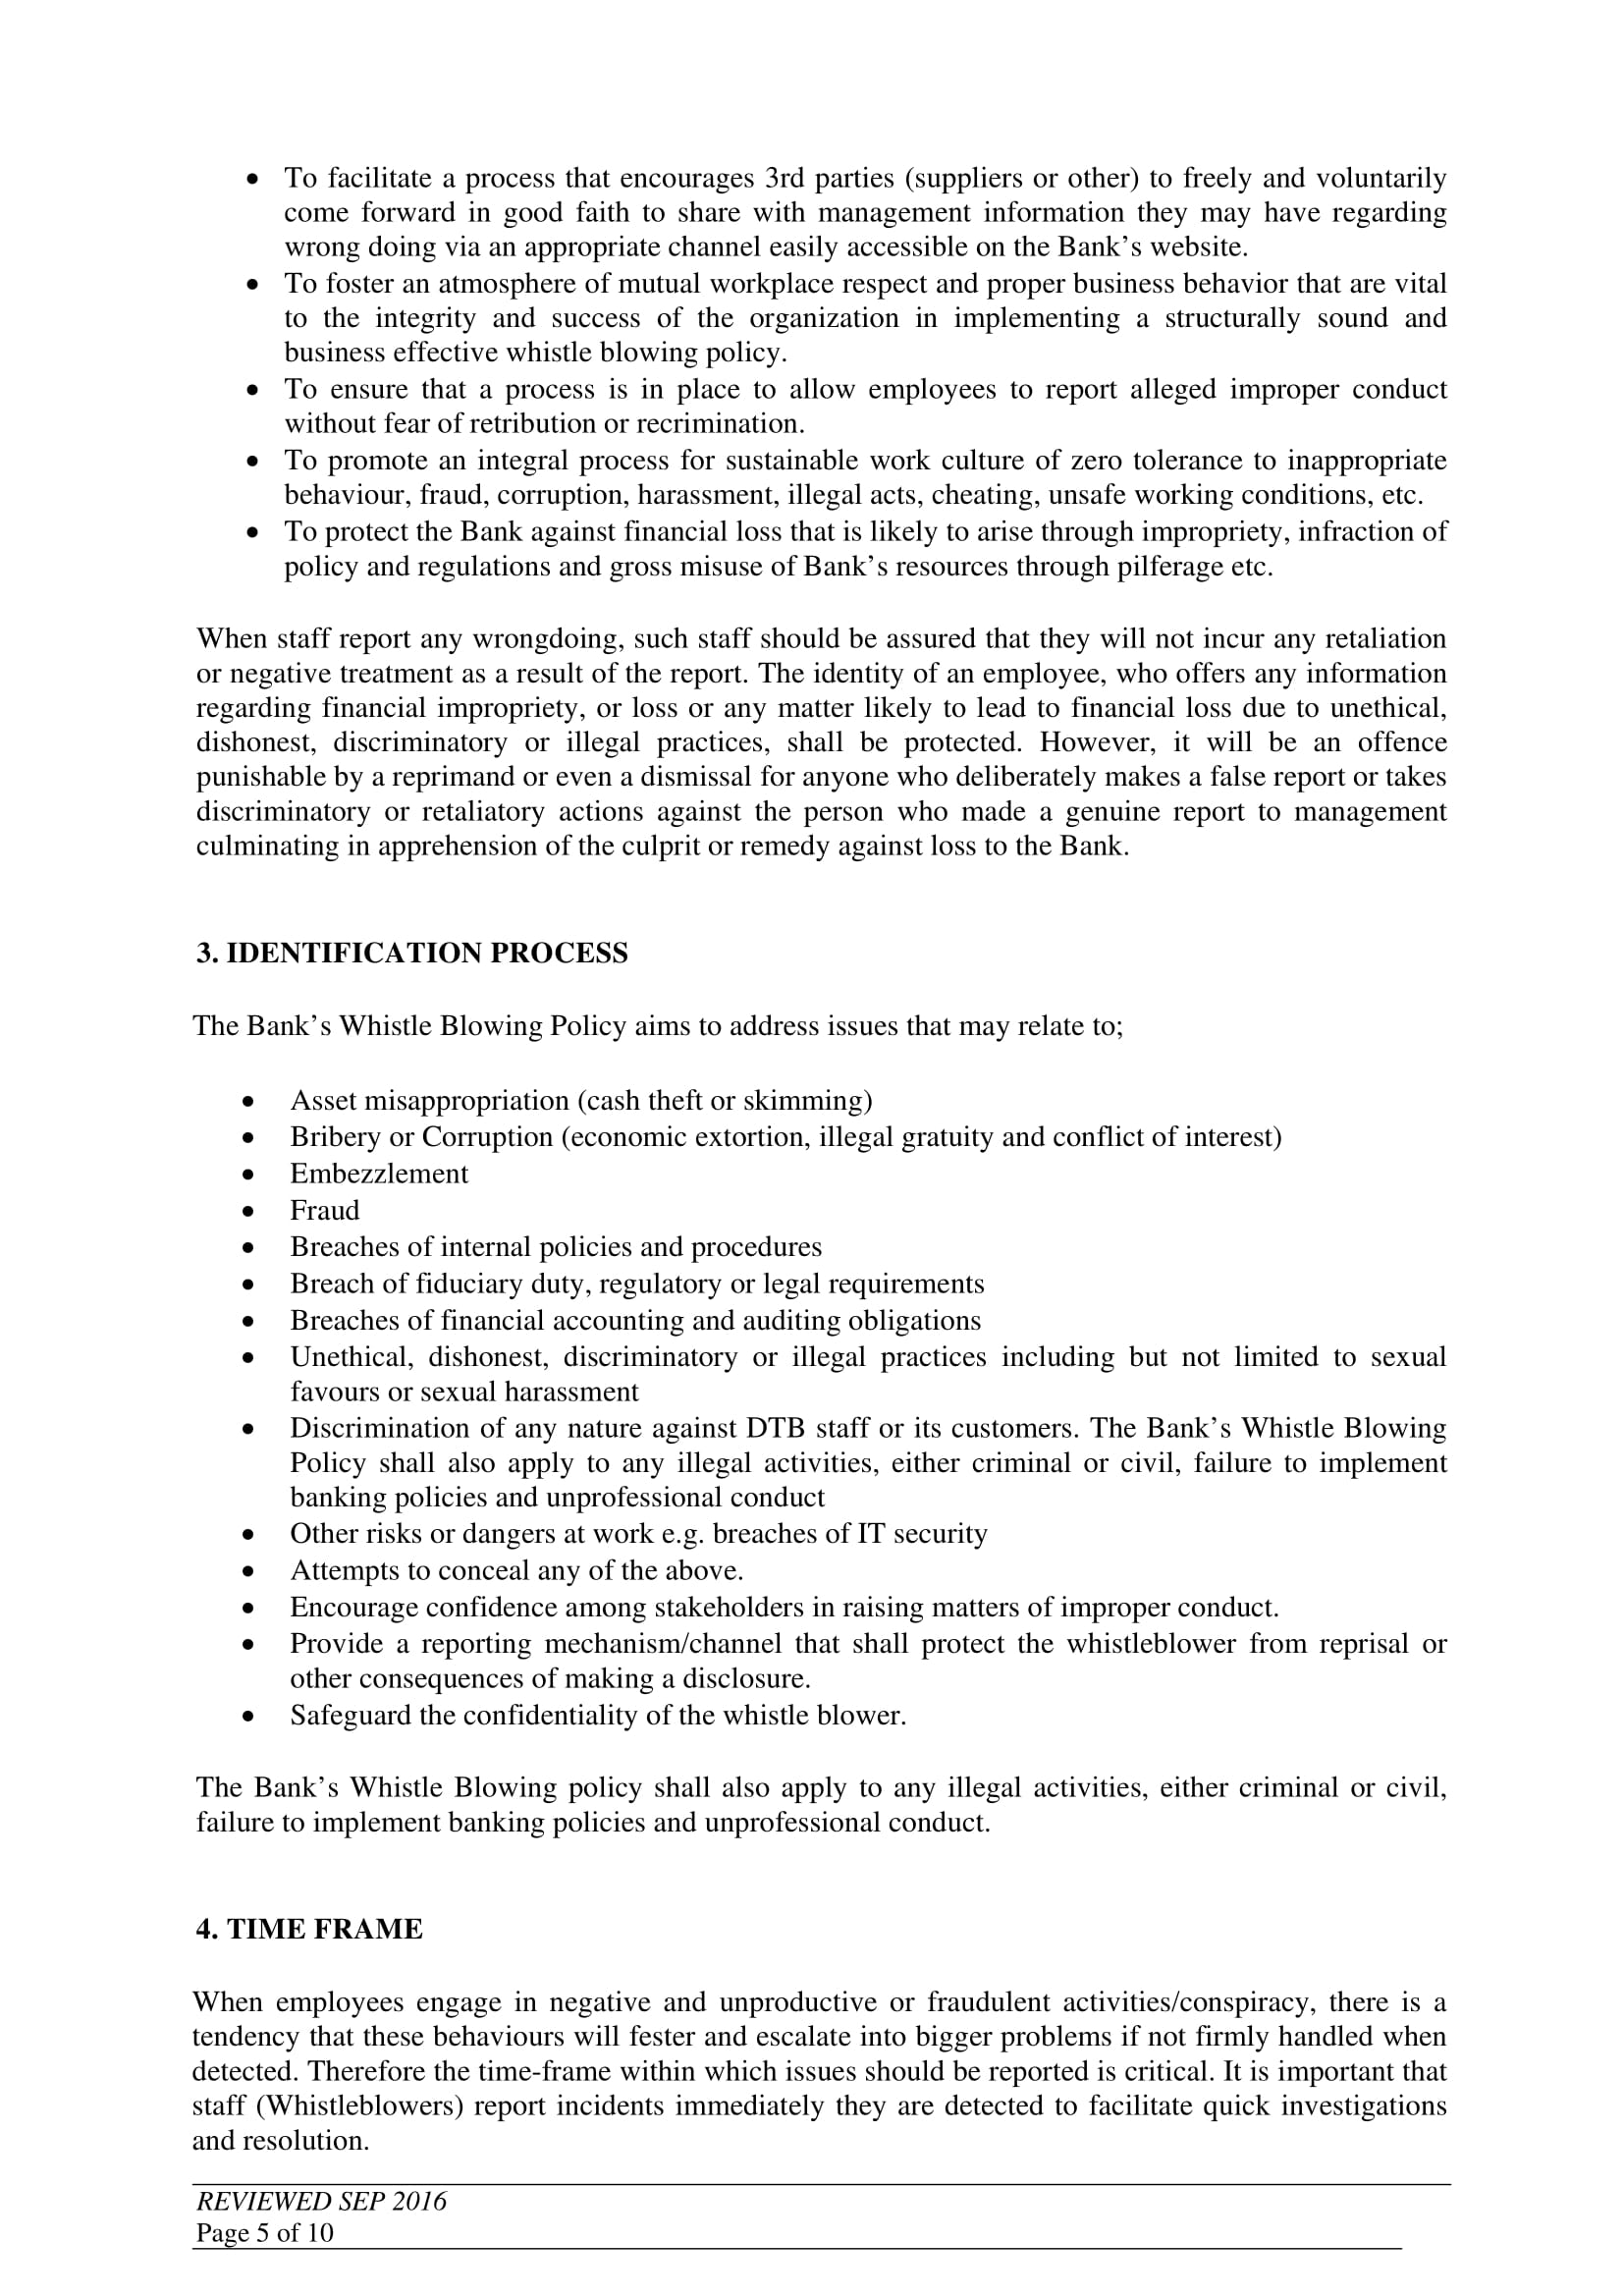 • To facilitate a process that encourages 3rd parties (suppliers or other) to freely and voluntarily
come forward in good faith to share with management information they may have regarding
wrong doing via an appropriate channel easily accessible on the Bank’s website.
• To foster an atmosphere of mutual workplace respect and proper business behavior that are vital
to the integrity and success of the organization in implementing a structurally sound and
business effective whistle blowing policy.
• To ensure that a process is in place to allow employees to report alleged improper conduct
without fear of retribution or recrimination.
• To promote an integral process for sustainable work culture of zero tolerance to inappropriate
behaviour, fraud, corruption, harassment, illegal acts, cheating, unsafe working conditions, etc.
• To protect the Bank against financial loss that is likely to arise through impropriety, infraction of
policy and regulations and gross misuse of Bank’s resources through pilferage etc.
When staff report any wrongdoing, such staff should be assured that they will not incur any retaliation
or negative treatment as a result of the report. The identity of an employee, who offers any information
regarding financial impropriety, or loss or any matter likely to lead to financial loss due to unethical,
dishonest, discriminatory or illegal practices, shall be protected. However, it will be an offence
punishable by a reprimand or even a dismissal for anyone who deliberately makes a false report or takes
discriminatory or retaliatory actions against the person who made a genuine report to management
culminating in apprehension of the culprit or remedy against loss to the Bank.
3. IDENTIFICATION PROCESS
The Bank’s Whistle Blowing Policy aims to address issues that may relate to;
• Asset misappropriation (cash theft or skimming)
• Bribery or Corruption (economic extortion, illegal gratuity and conflict of interest)
• Embezzlement
• Fraud
• Breaches of internal policies and procedures
• Breach of fiduciary duty, regulatory or legal requirements
• Breaches of financial accounting and auditing obligations
• Unethical, dishonest, discriminatory or illegal practices including but not limited to sexual
favours or sexual harassment
• Discrimination of any nature against DTB staff or its customers. The Bank’s Whistle Blowing
Policy shall also apply to any illegal activities, either criminal or civil, failure to implement
banking policies and unprofessional conduct
• Other risks or dangers at work e.g. breaches of IT security
• Attempts to conceal any of the above.
• Encourage confidence among stakeholders in raising matters of improper conduct.
• Provide a reporting mechanism/channel that shall protect the whistleblower from reprisal or
other consequences of making a disclosure.
• Safeguard the confidentiality of the whistle blower.
The Bank’s Whistle Blowing policy shall also apply to any illegal activities, either criminal or civil,
failure to implement banking policies and unprofessional conduct.
4. TIME FRAME
When employees engage in negative and unproductive or fraudulent activities/conspiracy, there is a
tendency that these behaviours will fester and escalate into bigger problems if not firmly handled when
detected. Therefore the time-frame within which issues should be reported is critical. It is important that
staff (Whistleblowers) report incidents immediately they are detected to facilitate quick investigations
and resolution.
REVIEWED SEP 2016
Page 5 of 10